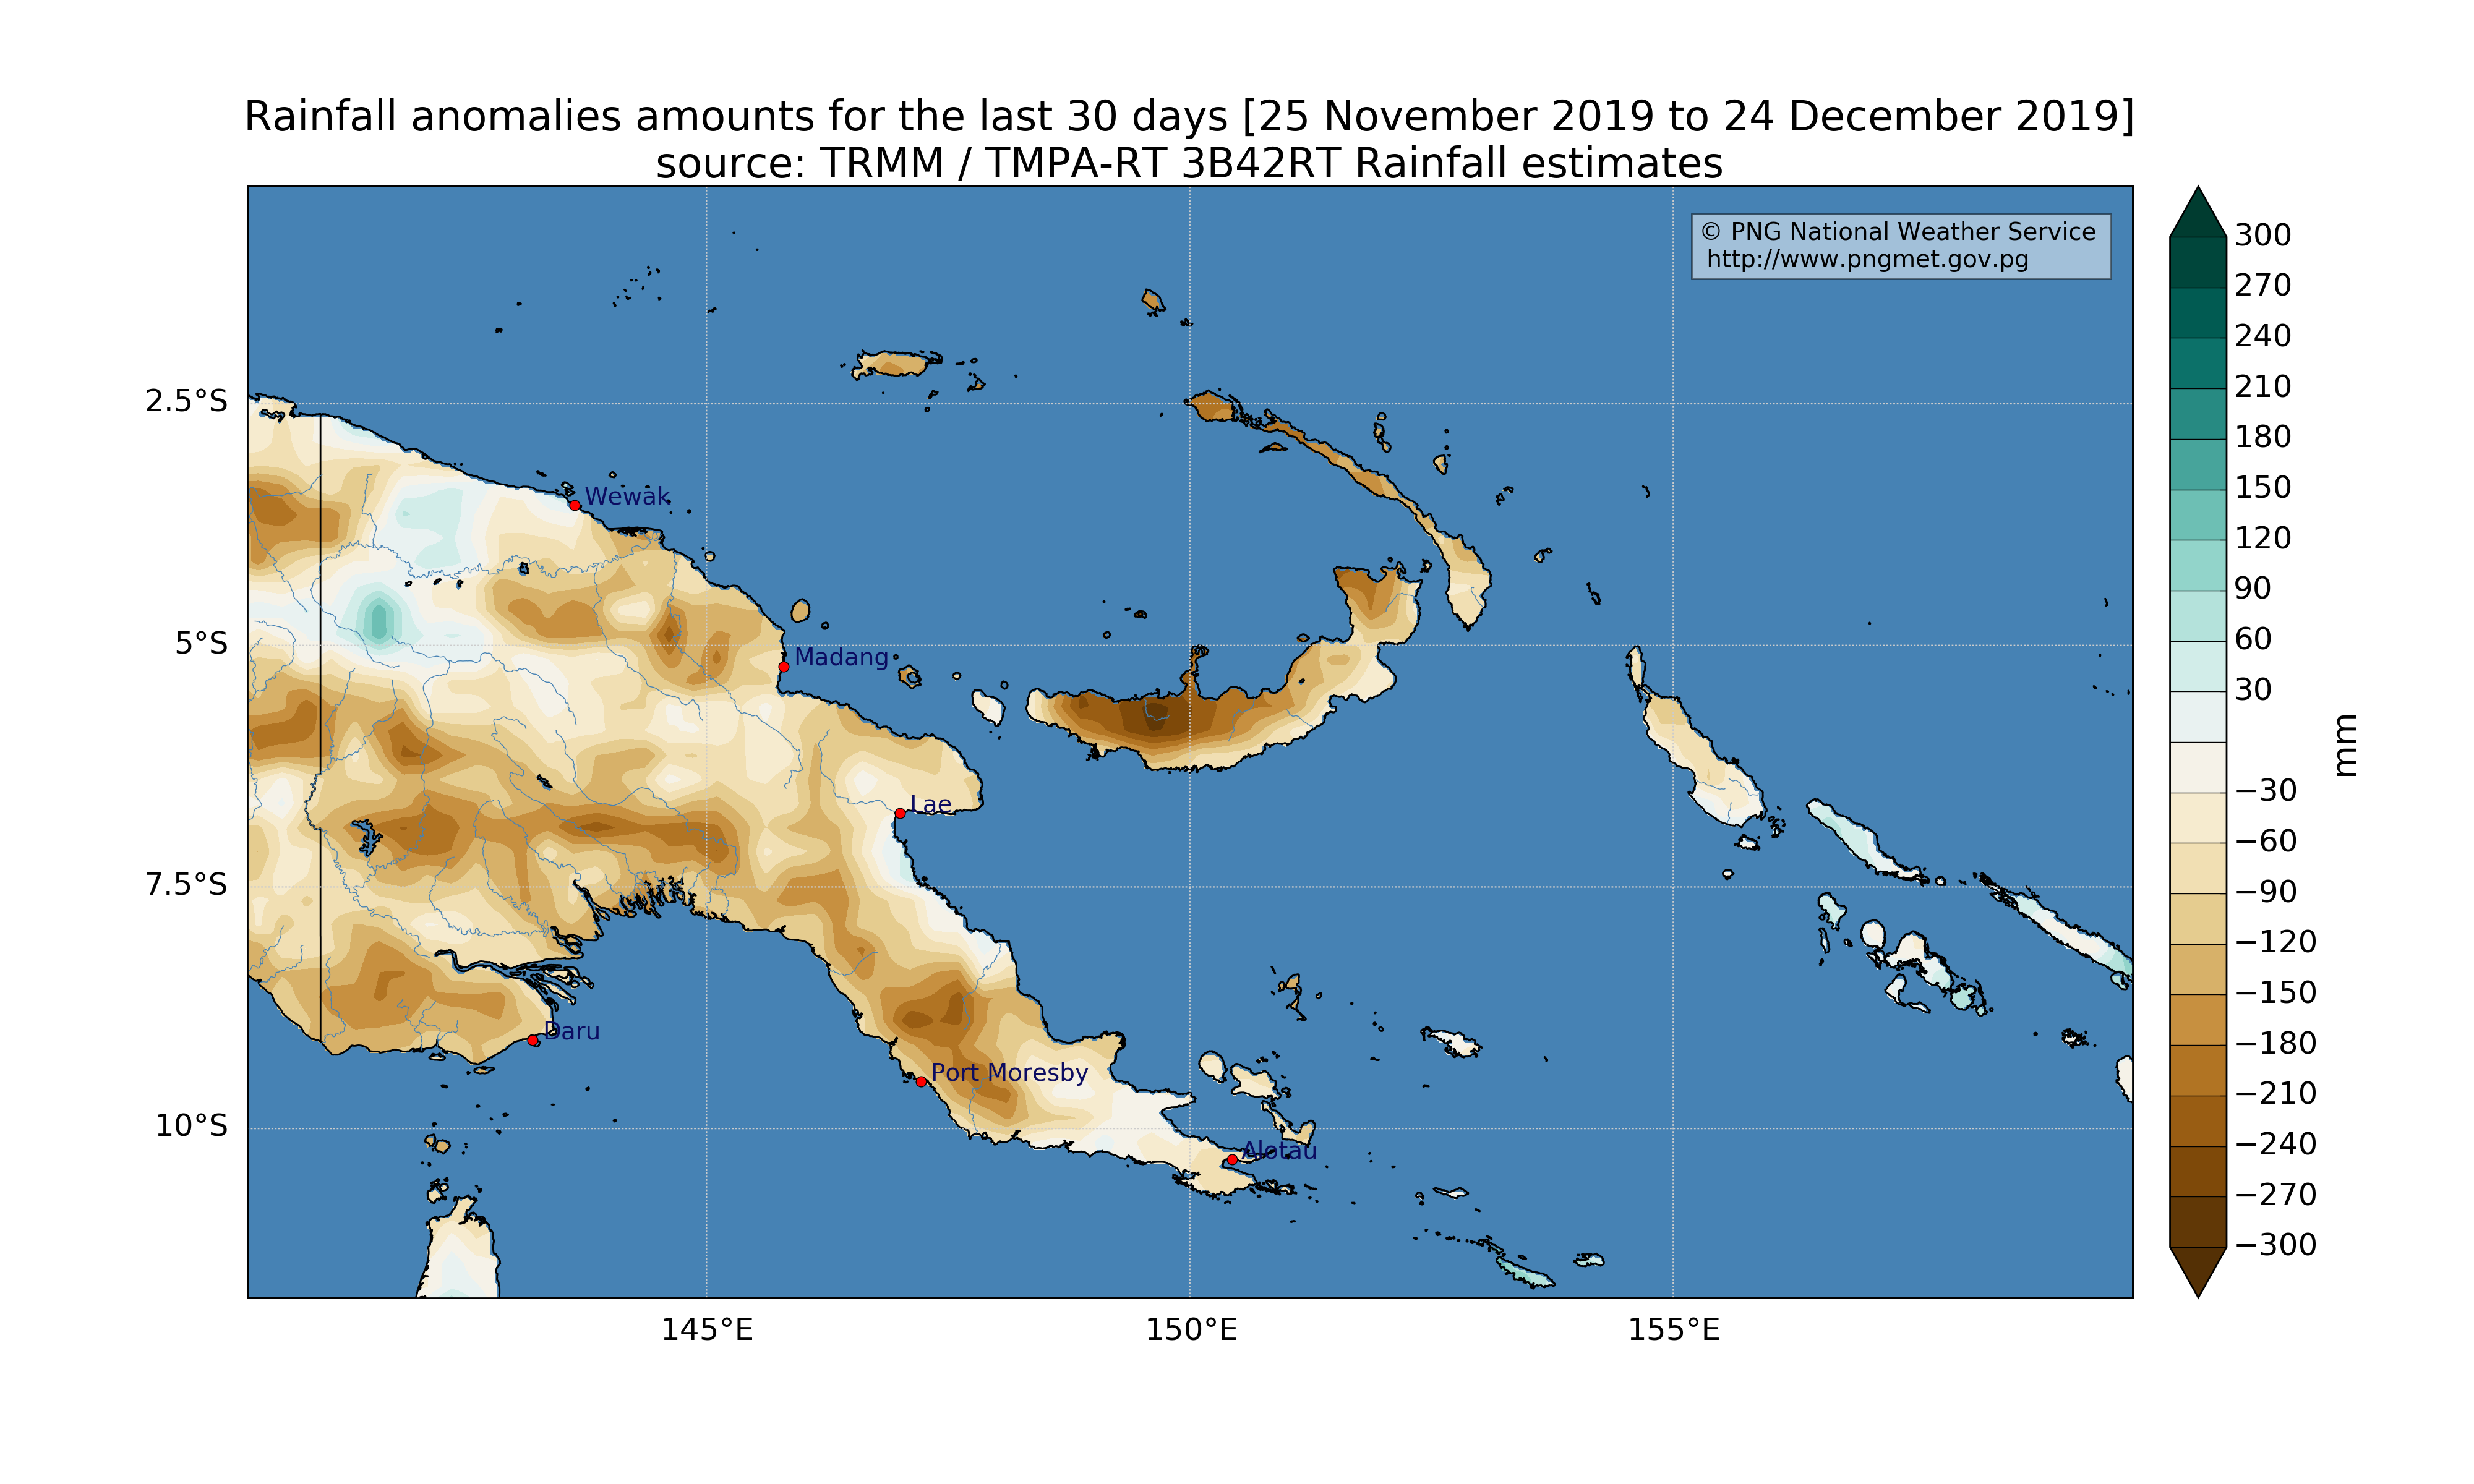 Rainfall anomalies amounts for the last 30 days [25 November 2019 to 24 December 2019]
source: TRMM / TMPA-RT 3B42RT Rainfall estimates
© PNG National Weather Service
http://www.pngmet.gov.pg
2.5°S
5°S
7.5°S
10°S
Wewak
Madang
Lae
Daru
Port Moresby
Alotau
145°E
150°E
155°E
300
270
240
210
180
150
120
90
60
30
−30
−60
−90
−120
−150
−180
−210
−240
−270
−300
mm